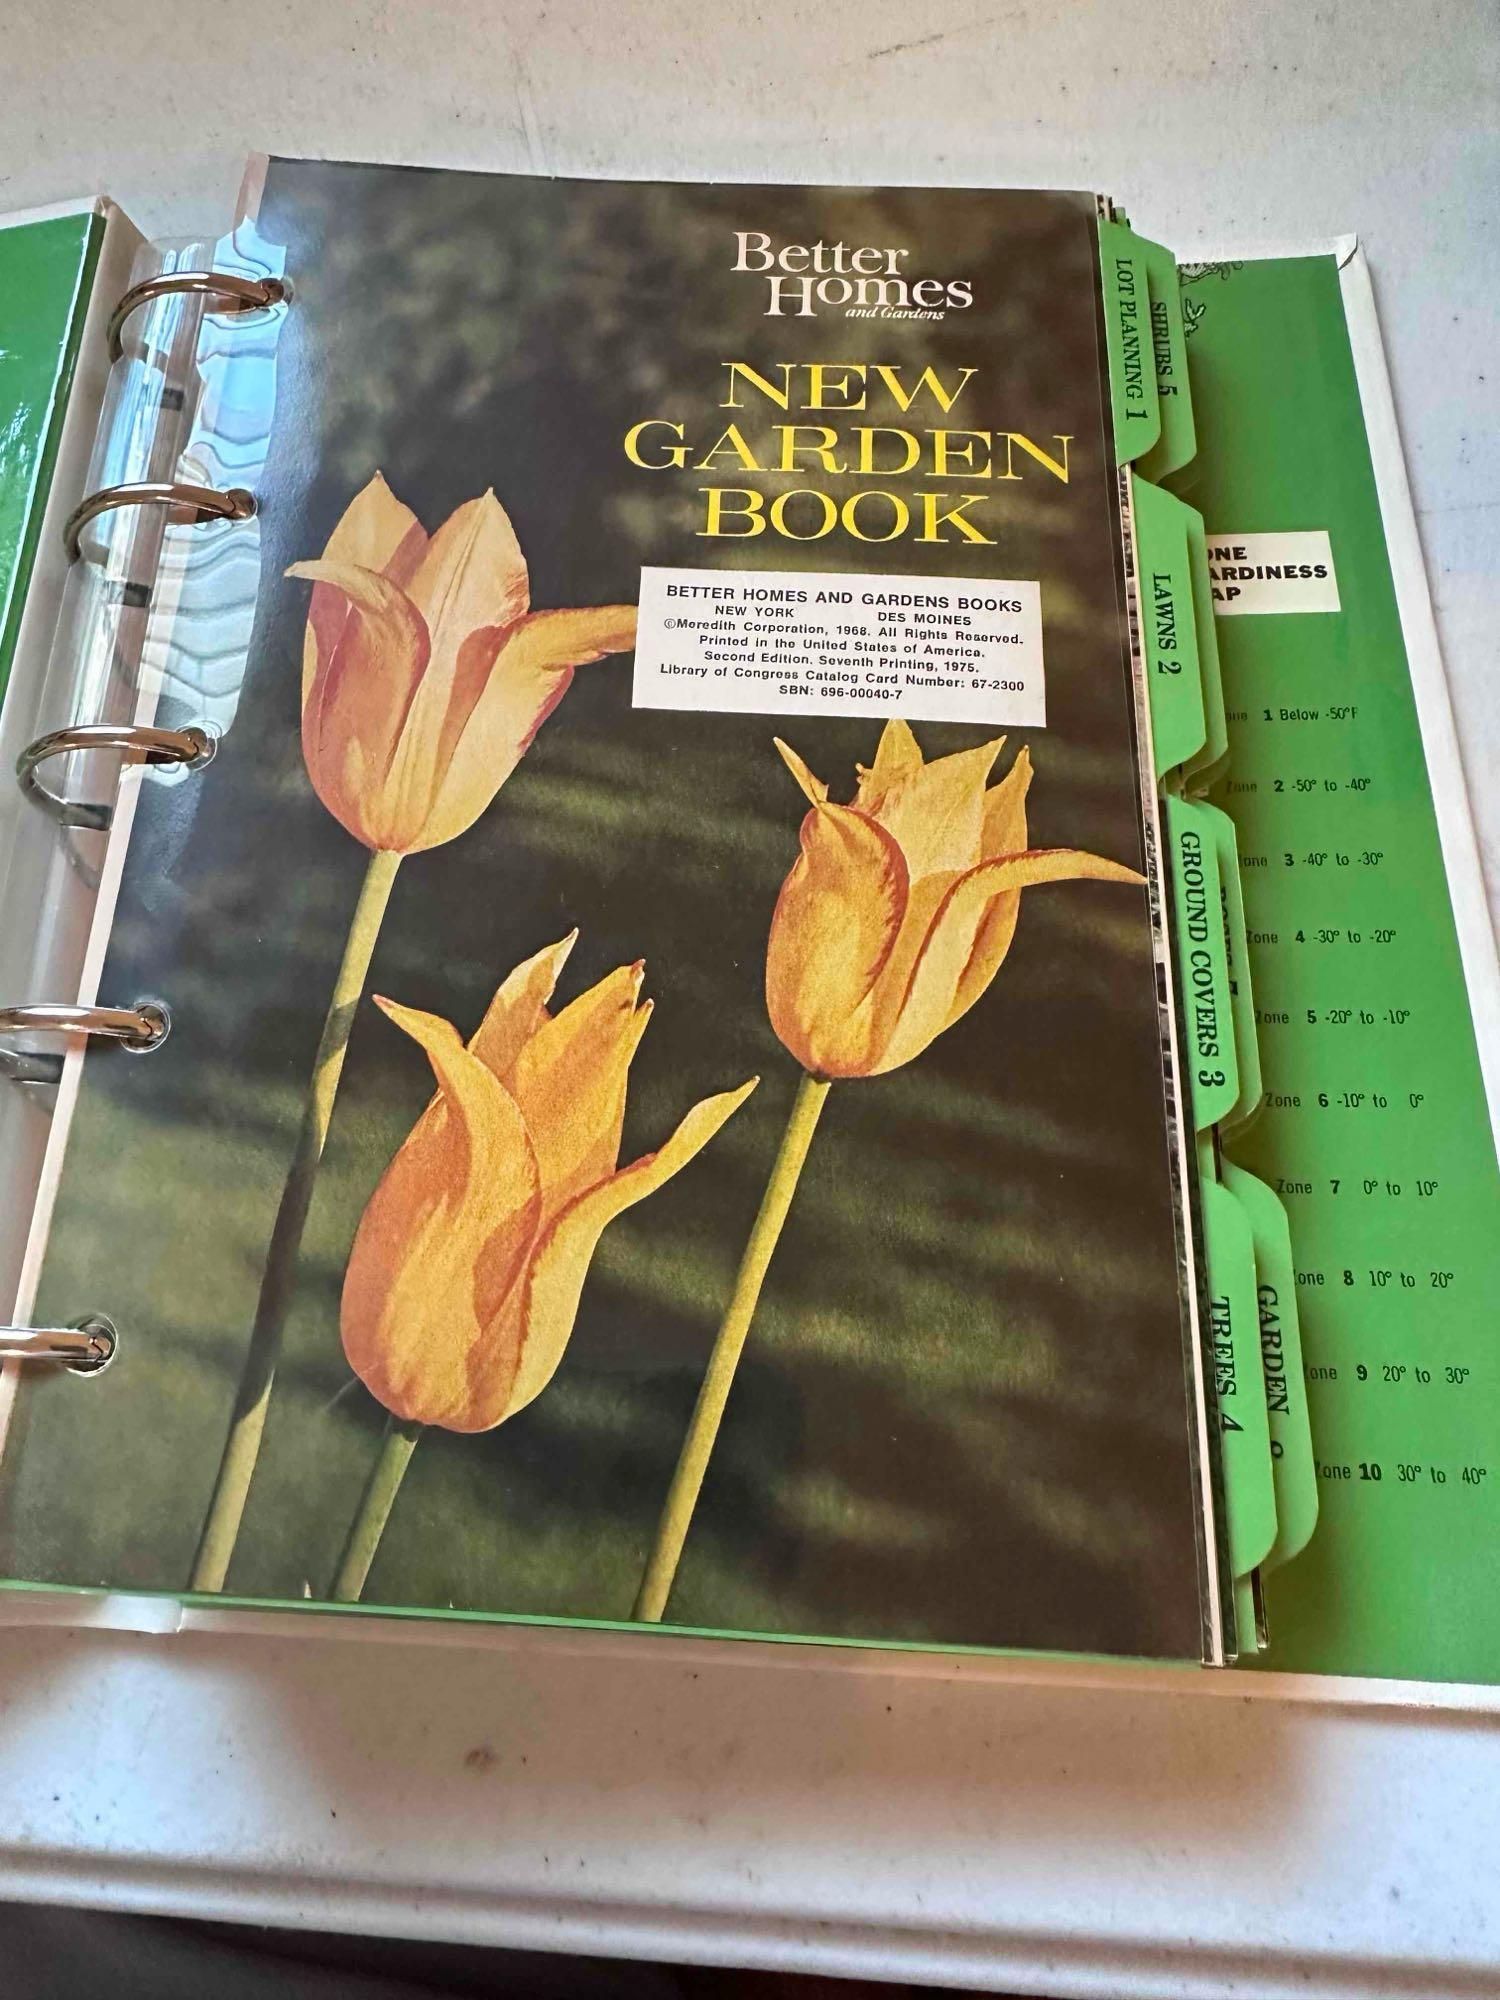 Better
Homes
and Gardens
NEW
GARDEN
BOOK
BETTER HOMES AND GARDENS BOOKS
NEW YORK DES MOINES
©Meredith Corporation, 1968. All Rights Reserved.
Printed in the United States of America.
Second Edition. Seventh Printing, 1975.
Library of Congress Catalog Card Number: 67-2300
SBN: 696-00040-7
LOT PLANNING 1
SHRUBS 5
LAWNS 2
GROUND COVERS 3
TREES 4
GARDEN
ONE
ARDINESS
AP
1 Below -50°F
Zone 2 -50° to -40°
one 3 -40° to -30°
Zone 4 -30° to -20°
Zone 5 -20° to -10°
Zone 6 -10° to 0°
Zone 7 0° to 10°
one 8 10° to 20°
one 9 20° to 30°
Zone 10 30° to 40°